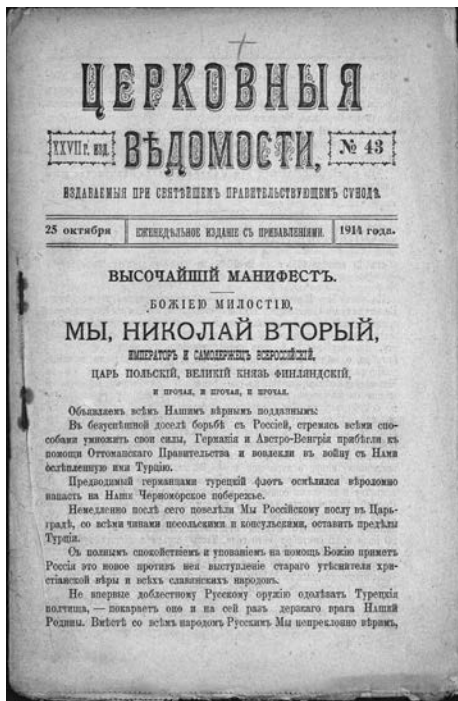 ЦЕРКОВНЫЯ
XXVII г. изд. ВѢДОМОСТИ, № 43
ИЗДАВАЕМЫЯ ПРИ СВЯТѢЙШЕМЪ ПРАВИТЕЛЬСТВУЮЩЕМЪ СѴНОДѢ.
25 октября ЕЖЕНЕДѢЛЬНОЕ ИЗДАНІЕ СЪ ПРИБАВЛЕНІЯМИ. 1914 года.
ВЫСОЧАЙШІЙ МАНИФЕСТЪ.
БОЖІЕЮ МИЛОСТІЮ,
МЫ, НИКОЛАЙ ВТОРЫЙ,
ИМПЕРАТОРЪ И САМОДЕРЖЕЦЪ ВСЕРОССІЙСКІЙ,
ЦАРЬ ПОЛЬСКІЙ, ВЕЛИКІЙ КНЯЗЬ ФИНЛЯНДСКІЙ,
И ПРОЧАЯ, И ПРОЧАЯ, И ПРОЧАЯ.
Объявляемъ всѣмъ Нашимъ вѣрнымъ подданнымъ:
Въ безуспѣшной доселѣ борьбѣ съ Россіей, стремясь всѣми спо-
собами умножить свои силы, Германія и Австро-Венгрія прибѣгли къ
помощи Оттоманскаго Правительства и вовлекли въ войну съ Нами
ослѣпленную ими Турцію.
Предводимый германцами турецкій флотъ осмѣлился вѣроломно
напасть на Наше Черноморское побережье.
Немедленно послѣ сего повелѣли Мы Россійскому послу въ Царь-
градѣ, со всѣми чинами посольскими и консульскими, оставить предѣлы
Турціи.
Съ полнымъ спокойствіемъ и упованіемъ на помощь Божію приметъ
Россія это новое противъ нея выступленіе стараго утѣснителя хри-
стіанской вѣры и всѣхъ славянскихъ народовъ.
Не впервые доблестному Русскому оружію одолѣвать Турецкія
полчища, — покараетъ оно и на сей разъ дерзкаго врага Нашей
Родины. Вмѣстѣ со всѣмъ народомъ Русскимъ Мы непреклонно вѣримъ,